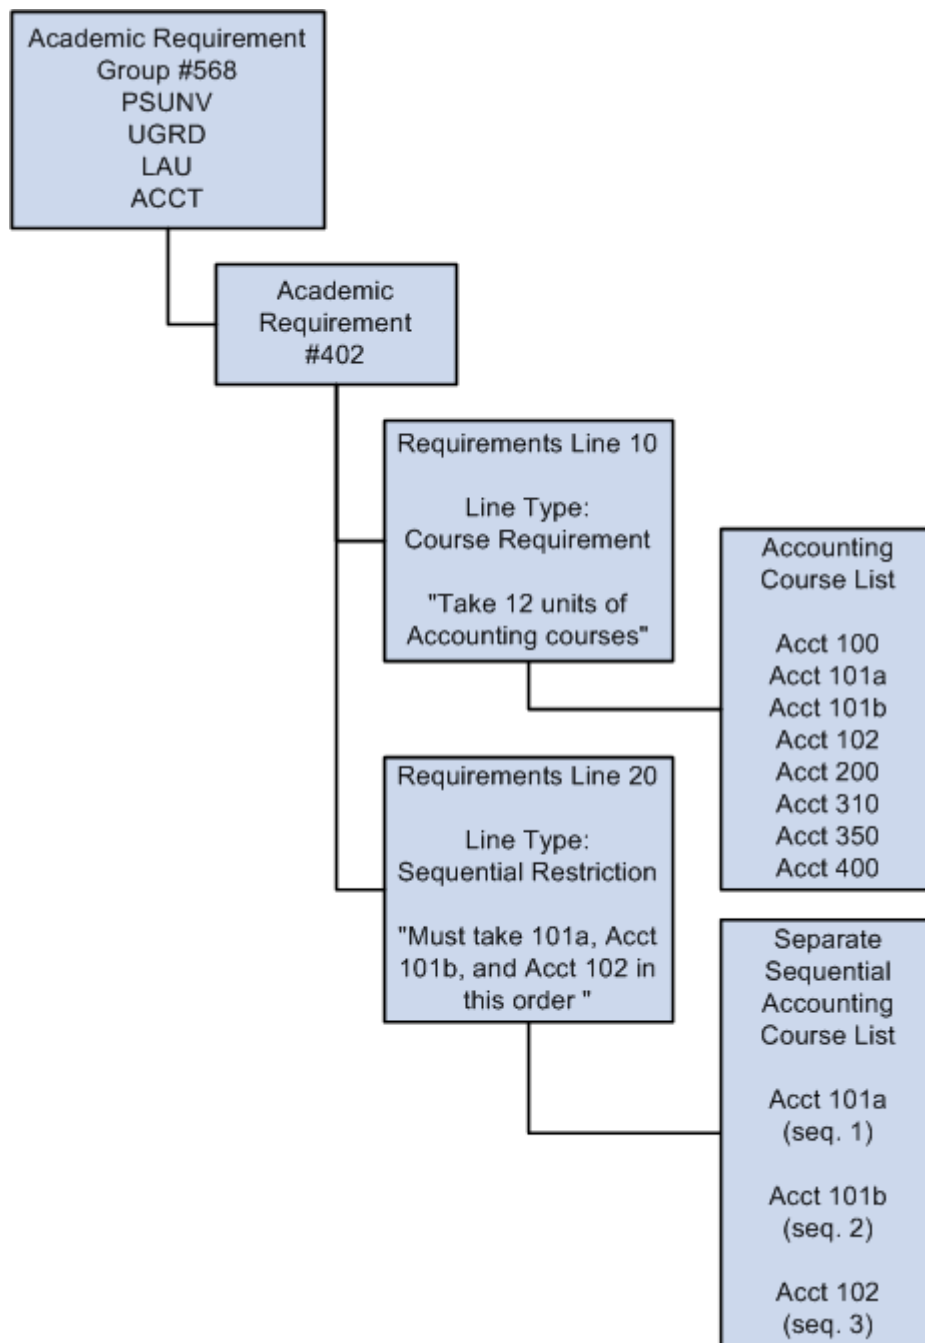 Academic Requirement
Group #568
PSUNV
UGRD
LAU
ACCT
Academic
Requirement
#402
Requirements Line 10
Line Type:
Course Requirement
"Take 12 units of
Accounting courses"
Accounting
Course List
Acct 100
Acct 101a
Acct 101b
Acct 102
Acct 200
Acct 310
Acct 350
Acct 400
Requirements Line 20
Line Type:
Sequential Restriction
"Must take 101a, Acct
101b, and Acct 102 in
this order "
Separate
Sequential
Accounting
Course List
Acct 101a
(seq. 1)
Acct 101b
(seq. 2)
Acct 102
(seq. 3)